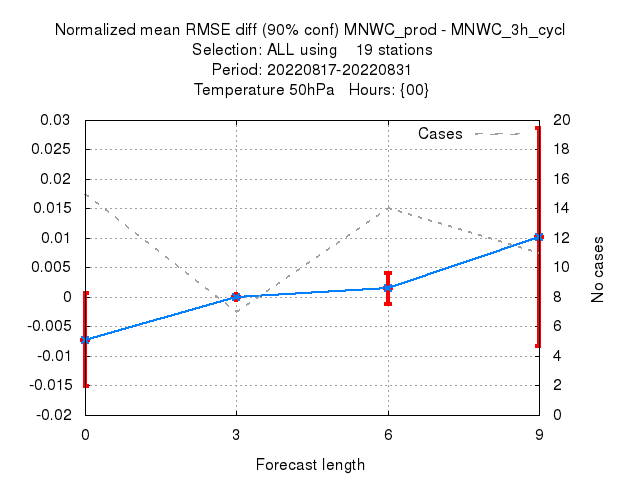 Normalized mean RMSE diff (90% conf) MNWC_prod - MNWC_3h_cycl
Selection: ALL using 19 stations
Period: 20220817-20220831
Temperature 50hPa Hours: {00}
0.03
0.025
0.02
0.015
0.01
0.005
0
-0.005
-0.01
-0.015
-0.02
Cases
20
18
16
14
12
10
8
6
4
2
0
No cases
0 3 6 9
Forecast length